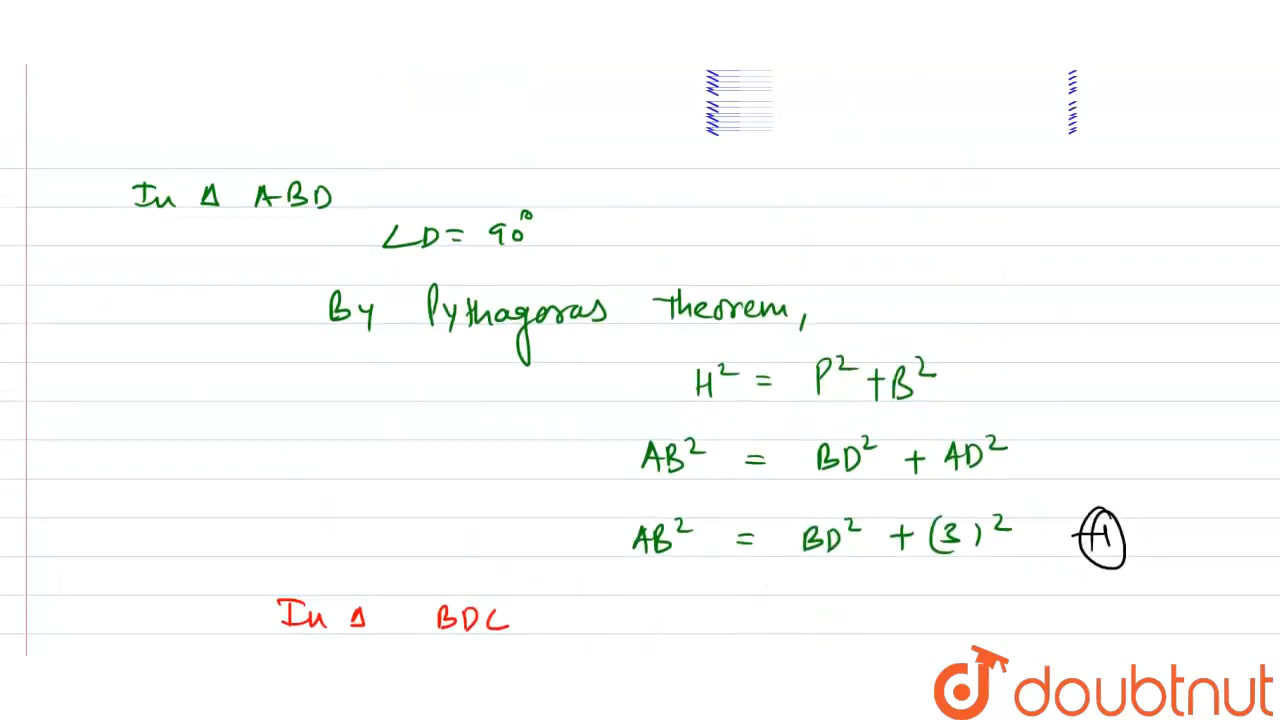 In Δ ABD
∠D = 90°
By Pythagoras Theorem,
H² = P² + B²
AB² = BD² + AD²
AB² = BD² + (3)² –①
In Δ BDC
doubtnut